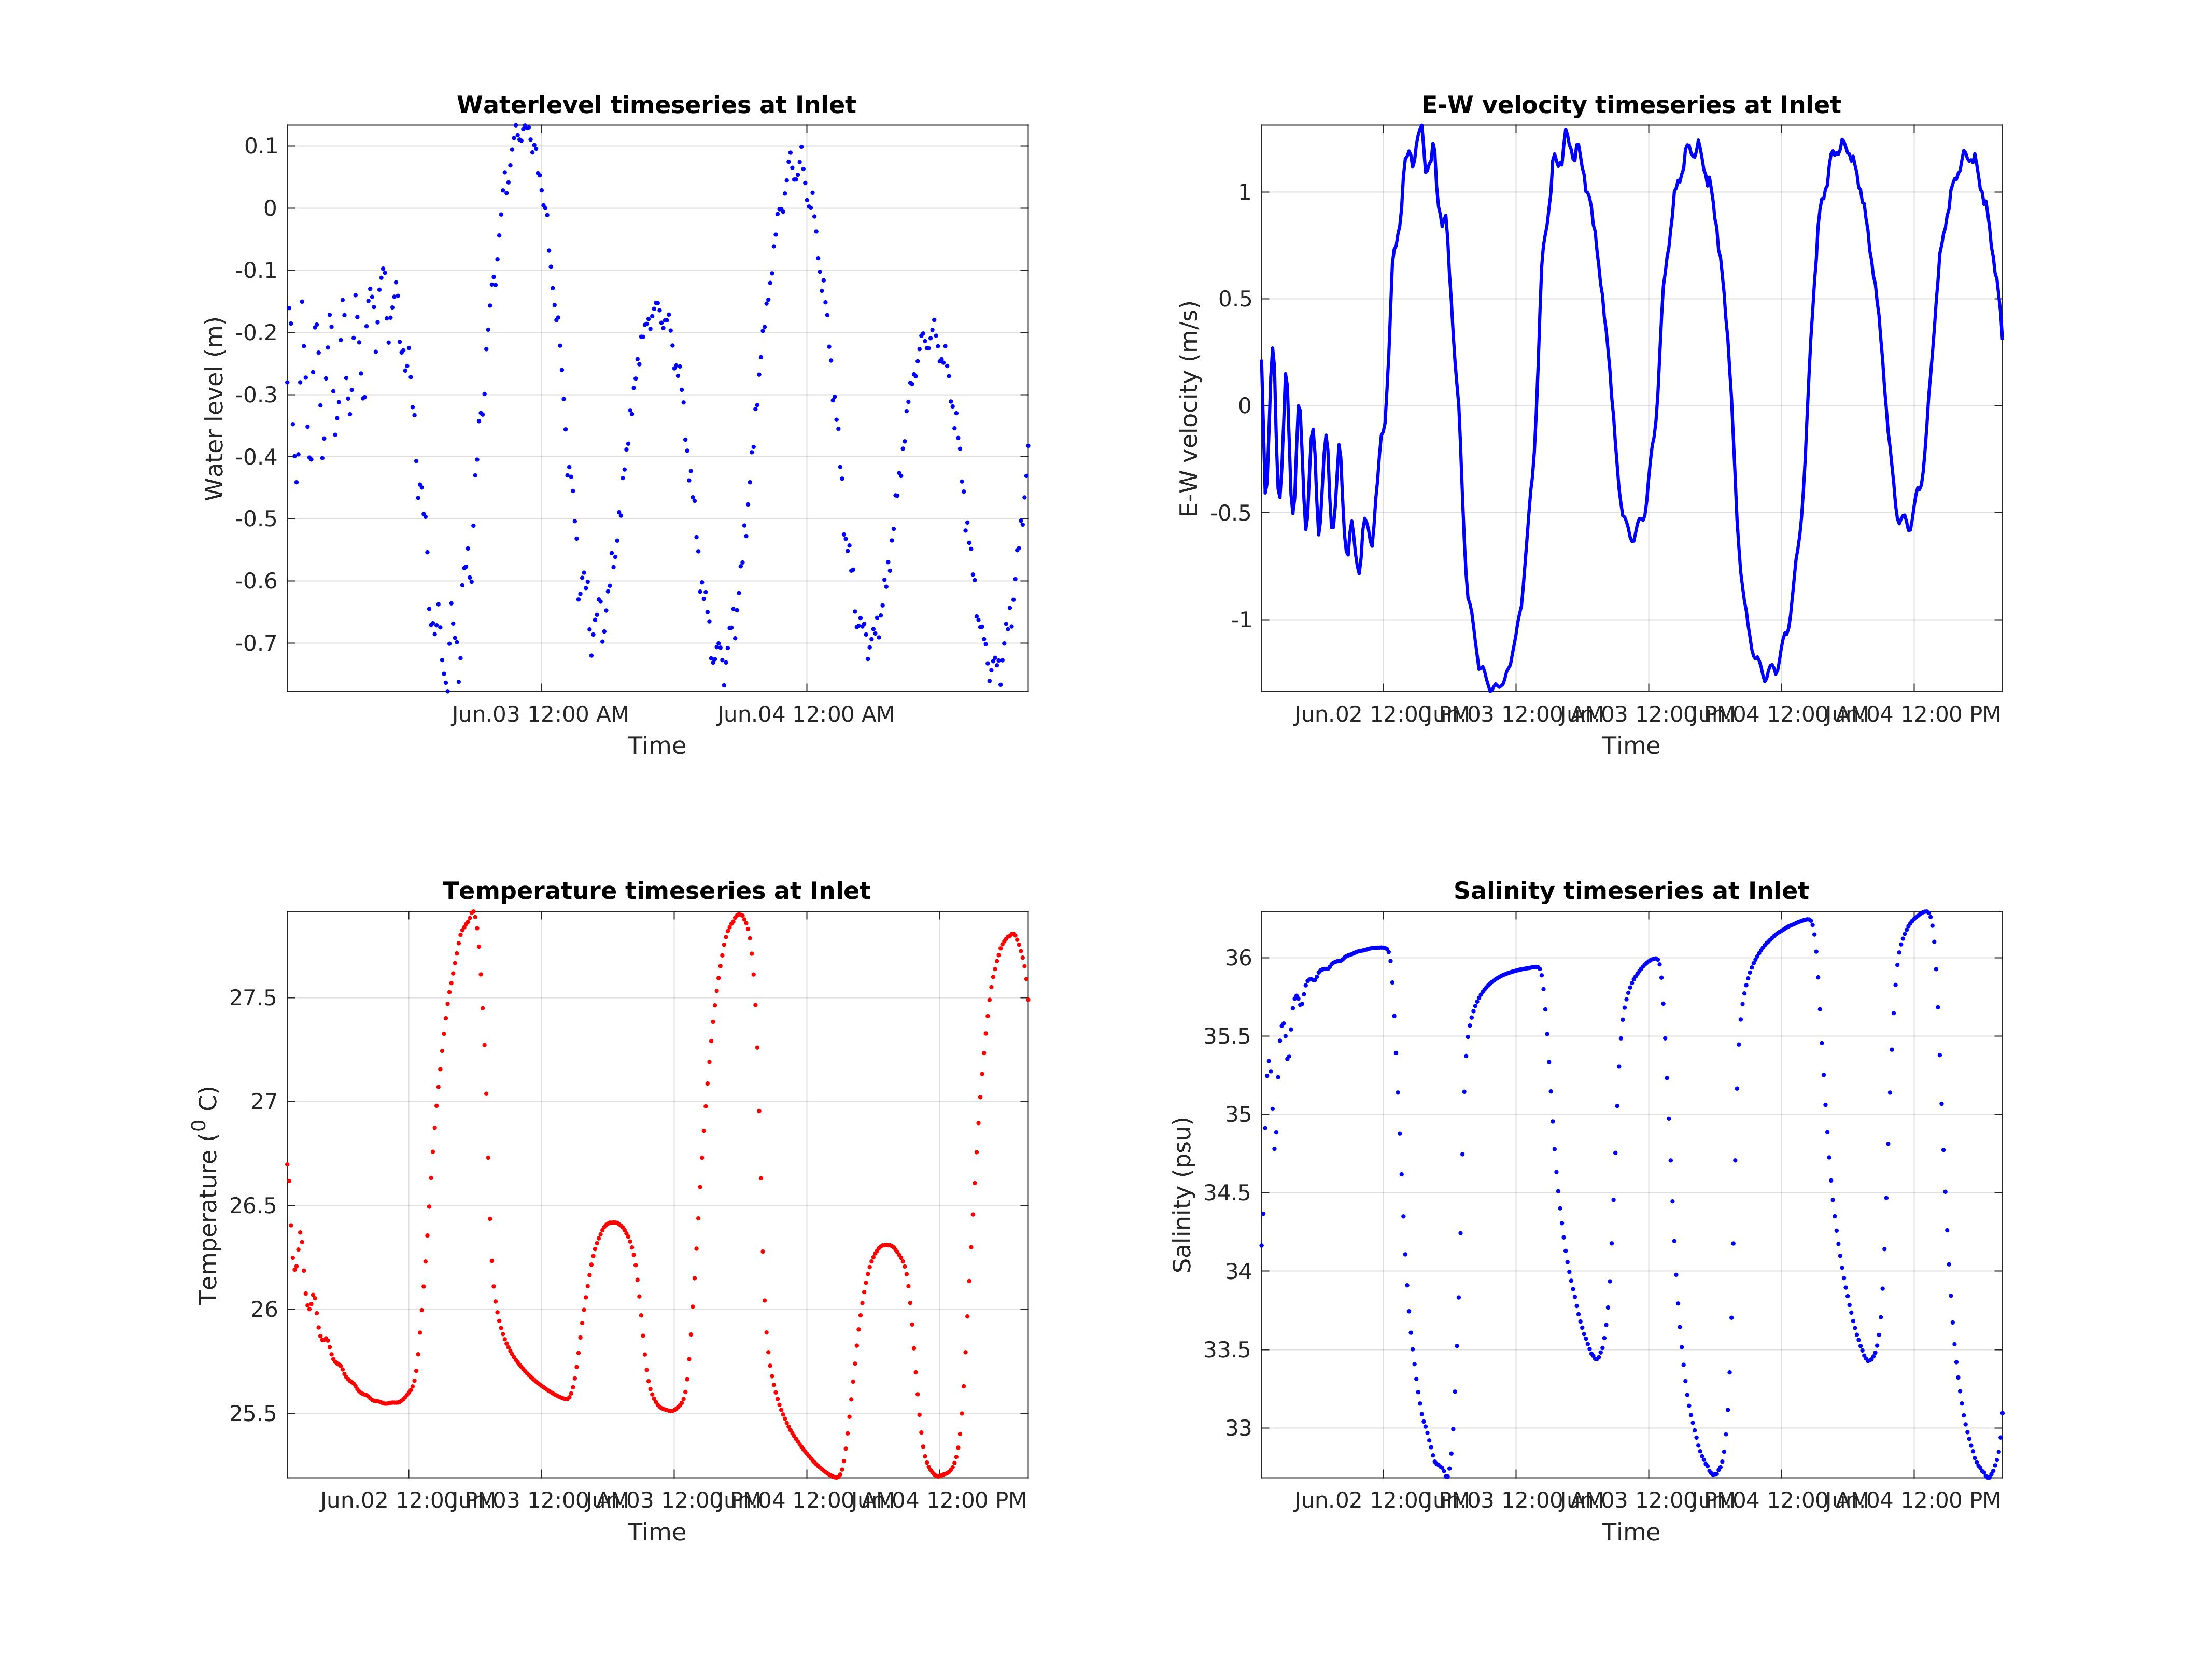 Waterlevel timeseries at Inlet
0.1
0
-0.1
-0.2
-0.3
-0.4
-0.5
-0.6
-0.7
Water level (m)
Jun.03 12:00 AM
Jun.04 12:00 AM
Time
E-W velocity timeseries at Inlet
1
0.5
0
-0.5
-1
E-W velocity (m/s)
Jun.02 12:00 PM
Jun.03 12:00 AM
Jun.03 12:00 PM
Jun.04 12:00 AM
Jun.04 12:00 PM
Time
Temperature timeseries at Inlet
27.5
27
26.5
26
25.5
Temperature (⁰ C)
Jun.02 12:00 PM
Jun.03 12:00 AM
Jun.03 12:00 PM
Jun.04 12:00 AM
Jun.04 12:00 PM
Time
Salinity timeseries at Inlet
36
35.5
35
34.5
34
33.5
33
Salinity (psu)
Jun.02 12:00 PM
Jun.03 12:00 AM
Jun.03 12:00 PM
Jun.04 12:00 AM
Jun.04 12:00 PM
Time